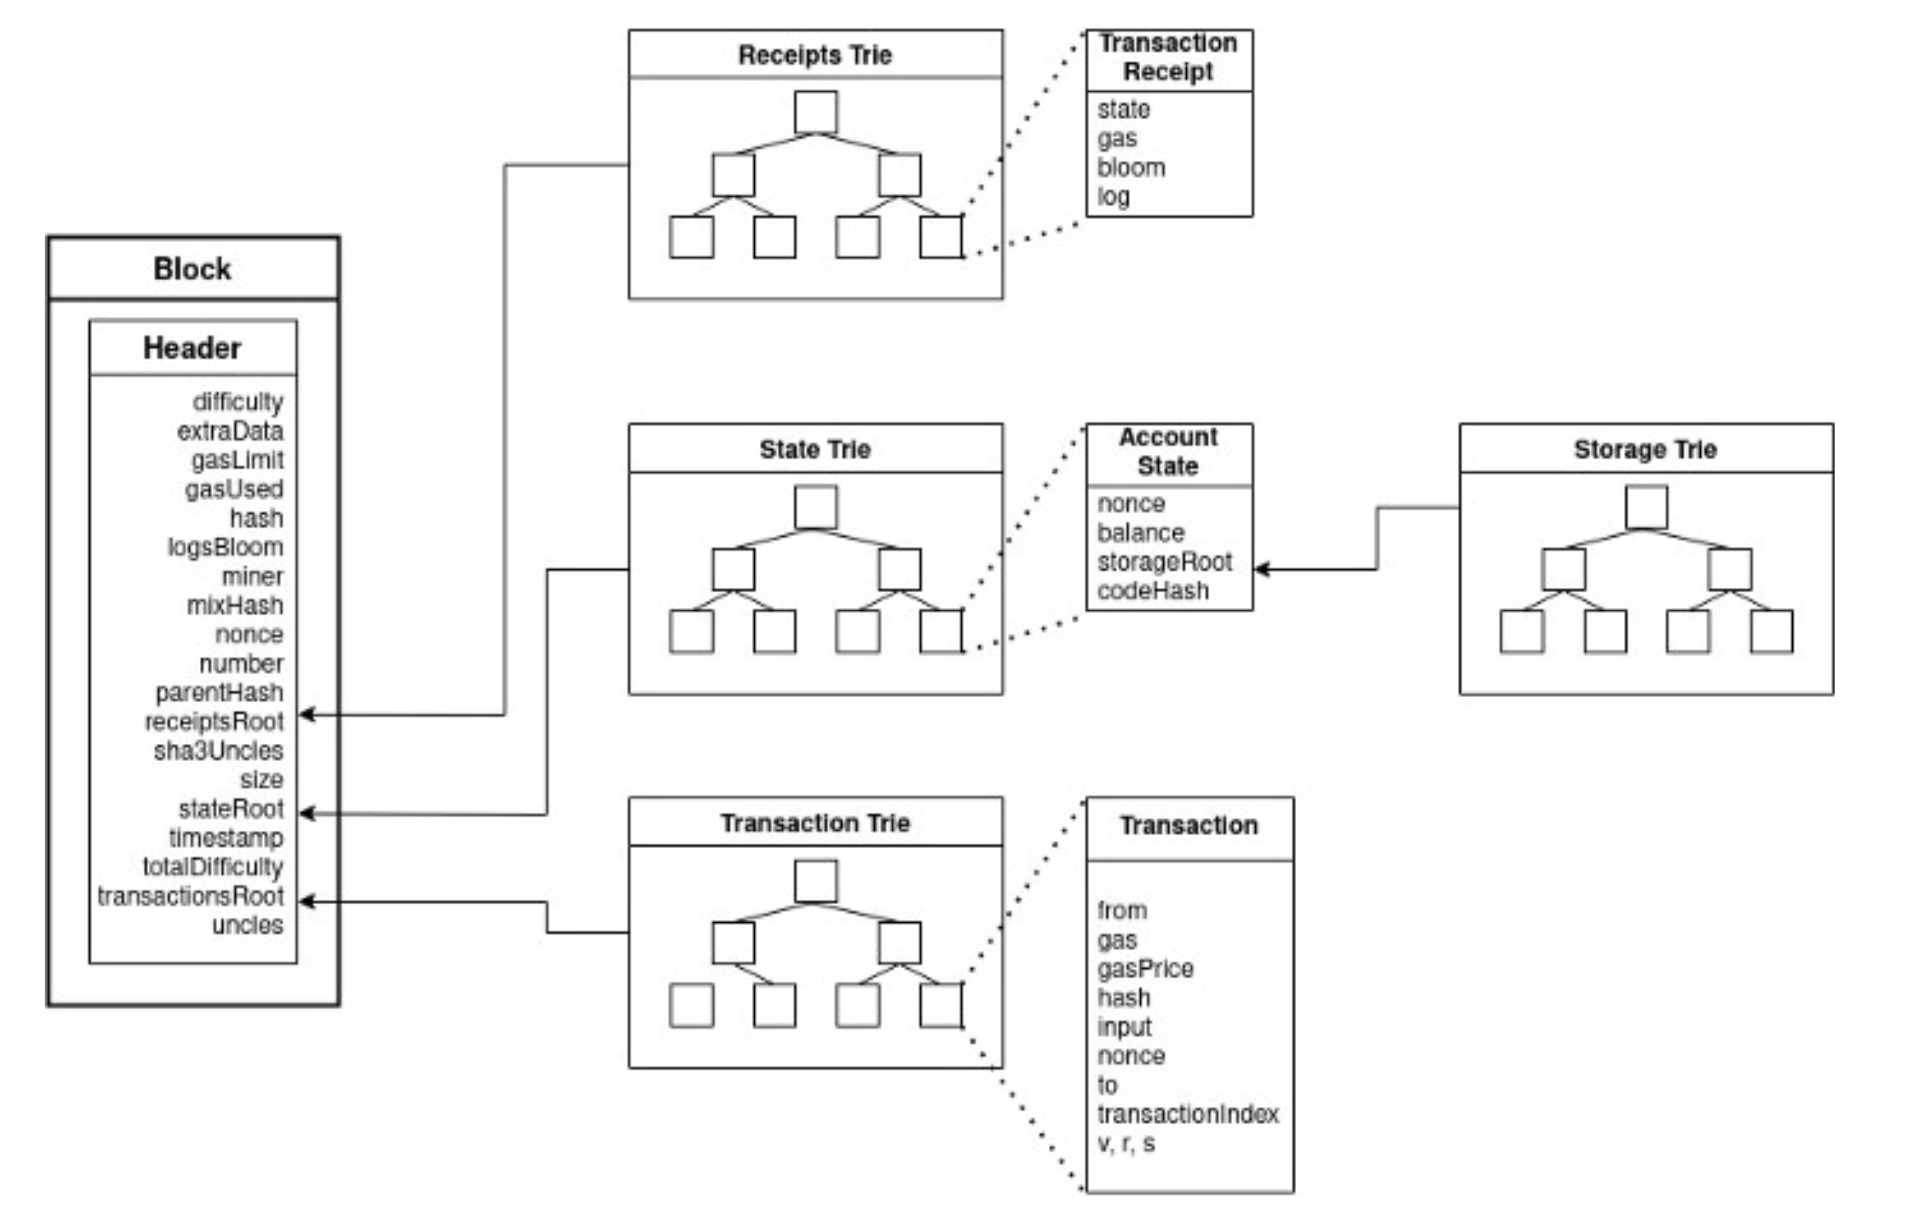 Block
Header
difficulty
extraData
gasLimit
gasUsed
hash
logsBloom
miner
mixHash
nonce
number
parentHash
receiptsRoot
sha3Uncles
size
stateRoot
timestamp
totalDifficulty
transactionsRoot
uncles
Receipts Trie
Transaction
Receipt
state
gas
bloom
log
State Trie
Account
State
nonce
balance
storageRoot
codeHash
Storage Trie
Transaction Trie
Transaction
from
gas
gasPrice
hash
input
nonce
to
transactionIndex
v, r, s